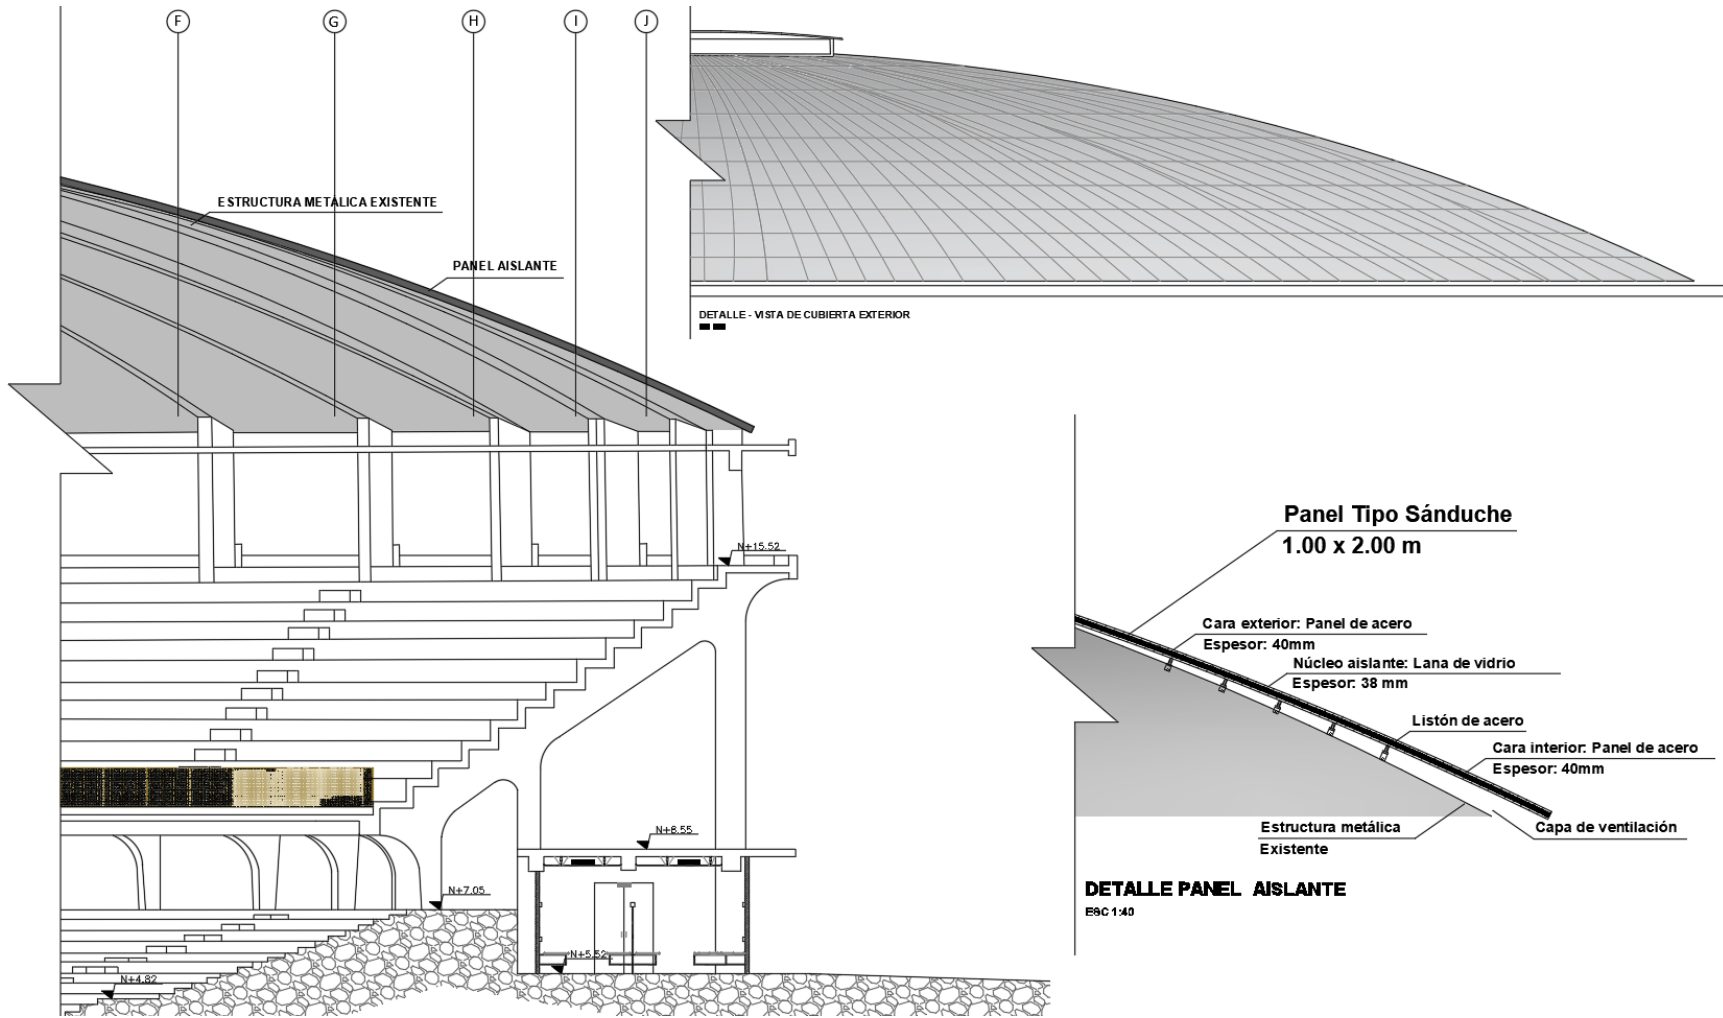 F
G
H
I
J
ESTRUCTURA METÁLICA EXISTENTE
PANEL AISLANTE
DETALLE - VISTA DE CUBIERTA EXTERIOR
N+15.52
Panel Tipo Sánduche
1.00 x 2.00 m
Cara exterior: Panel de acero
Espesor: 40mm
Núcleo aislante: Lana de vidrio
Espesor: 38 mm
Listón de acero
Cara interior: Panel de acero
Espesor: 40mm
Estructura metálica
Existente
Capa de ventilación
DETALLE PANEL AISLANTE
ESC 1:40
N+8.55
N+7.05
N+5.52
N+4.82